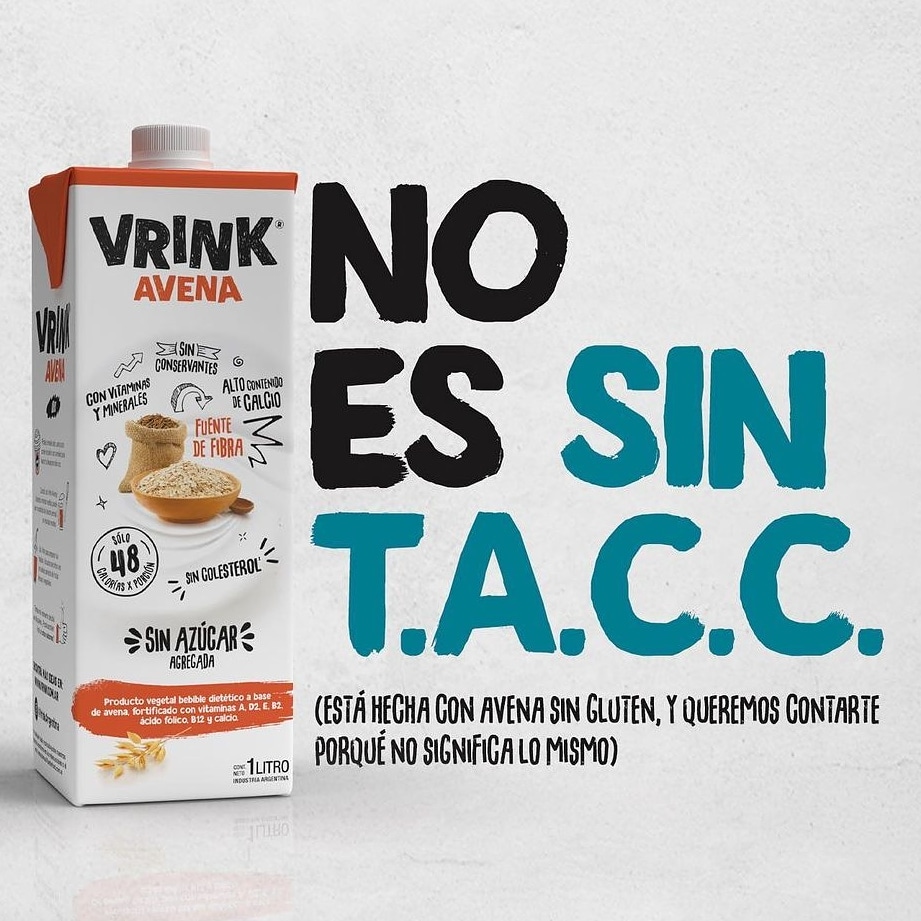 VRINK®
AVENA
SIN
CONSERVANTES
CON VITAMINAS
Y MINERALES
ALTO CONTENIDO
DE CALCIO
FUENTE
DE FIBRA
SÓLO
48
CALORÍAS X PORCIÓN
SIN COLESTEROL
SIN AZÚCAR
AGREGADA
Producto vegetal bebible dietético a base
de avena, fortificado con vitaminas A, D2, E, B2,
ácido fólico, B12 y calcio.
CONT.
NETO 1 LITRO
INDUSTRIA ARGENTINA
VRINK
AVENA
NO
ES SIN
T.A.C.C.
(ESTÁ HECHA CON AVENA SIN GLUTEN, Y QUEREMOS CONTARTE
PORQUÉ NO SIGNIFICA LO MISMO)